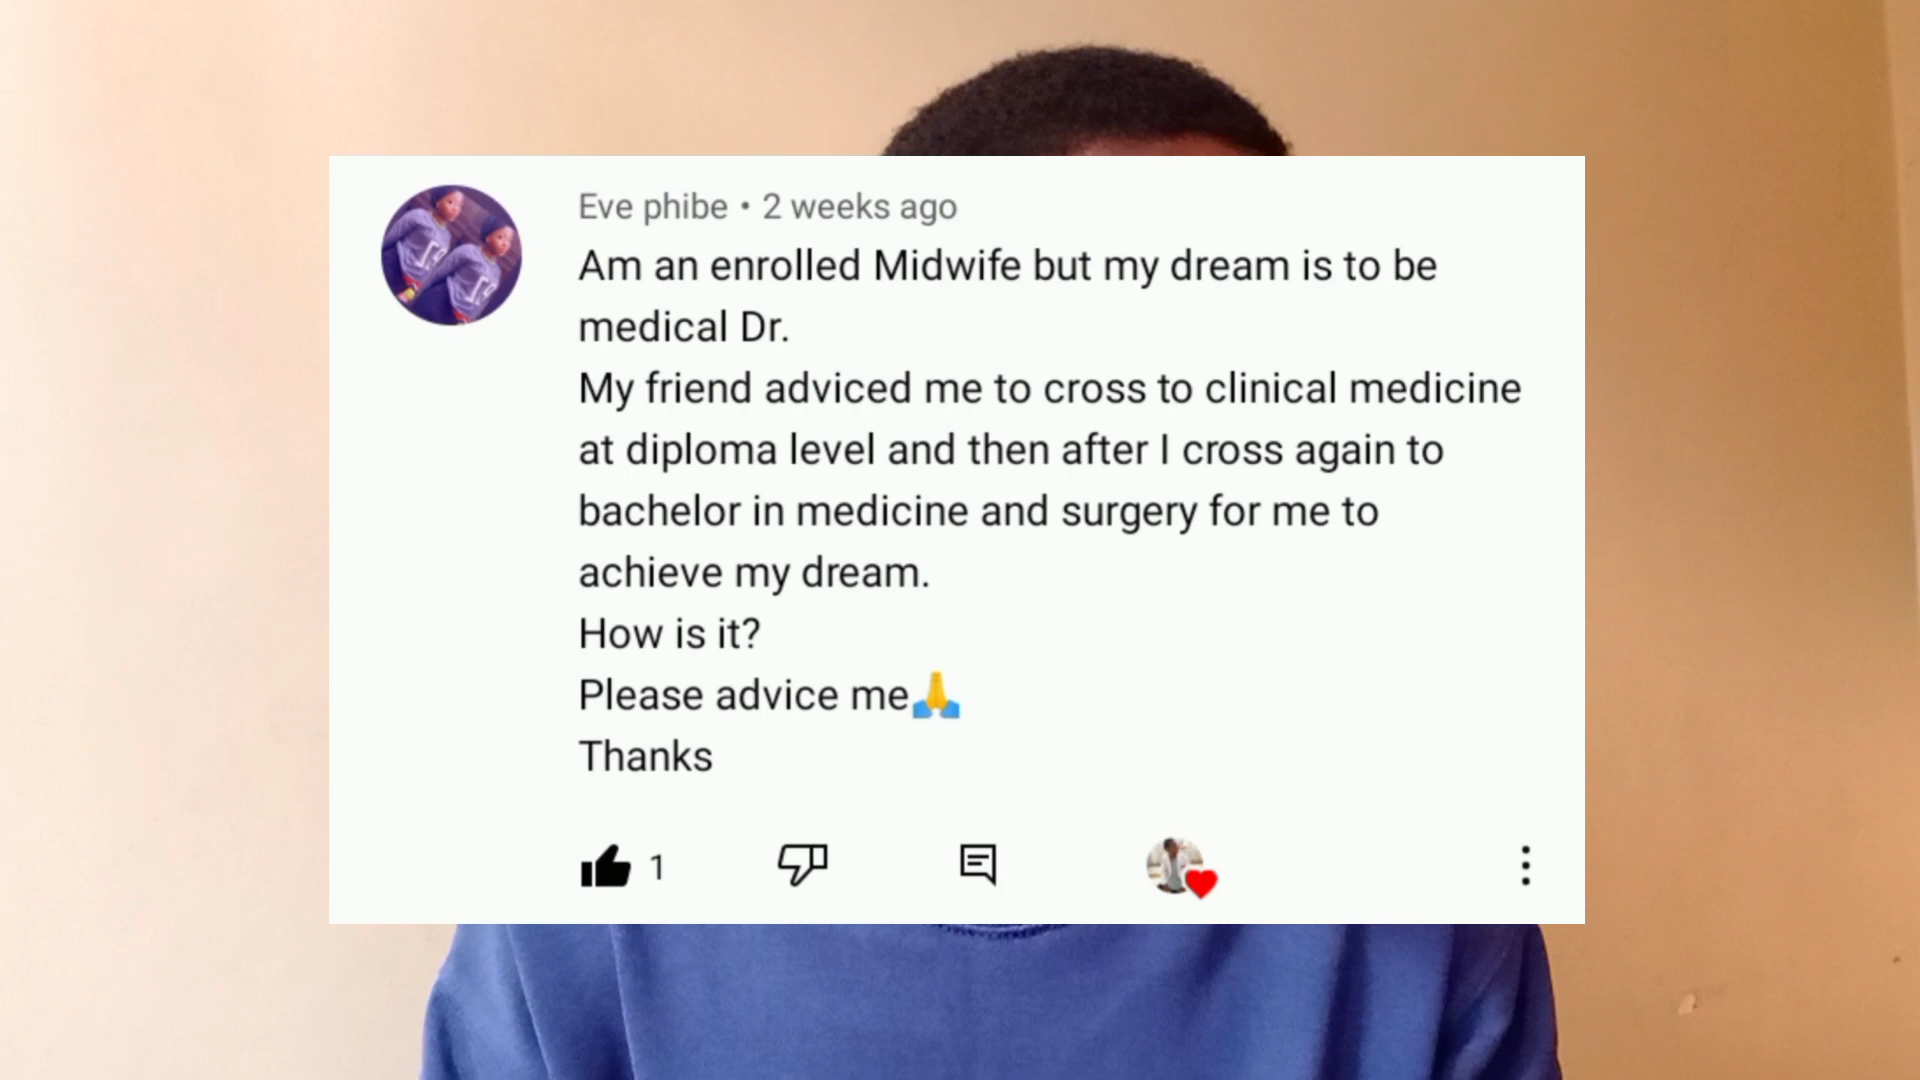 Eve phibe • 2 weeks ago
Am an enrolled Midwife but my dream is to be
medical Dr.
My friend adviced me to cross to clinical medicine
at diploma level and then after I cross again to
bachelor in medicine and surgery for me to
achieve my dream.
How is it?
Please advice me🙏
Thanks
1